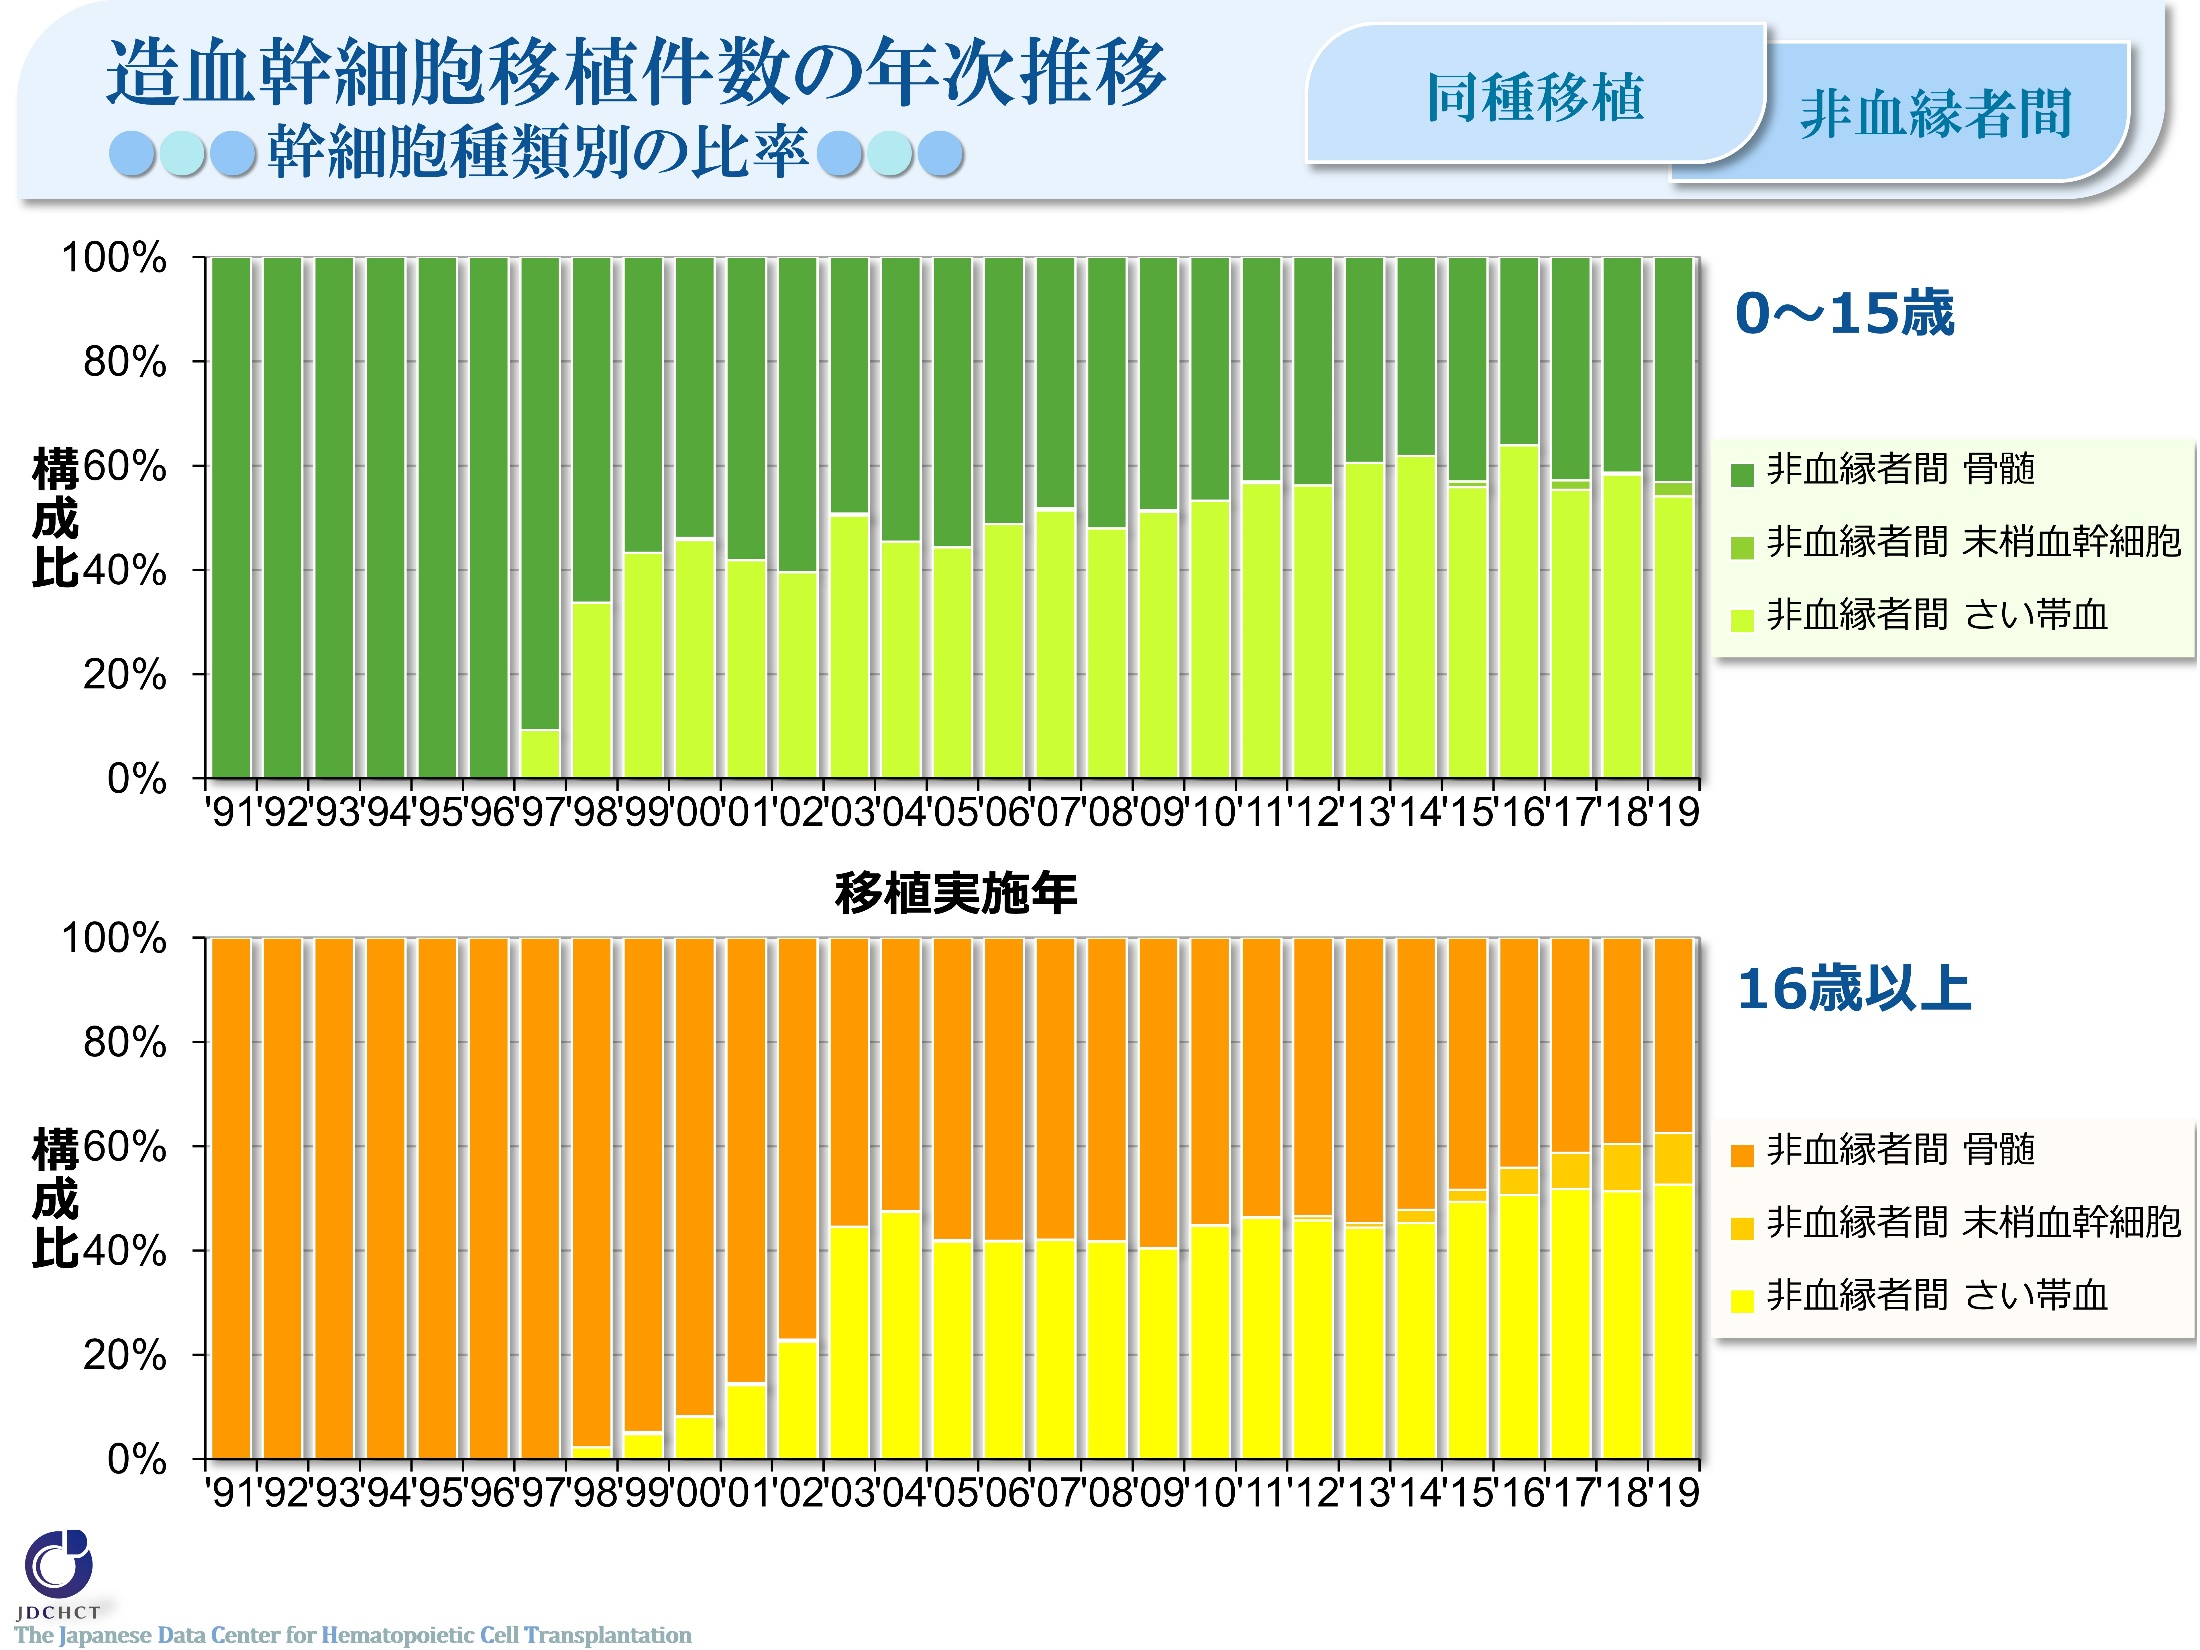 造血幹細胞移植件数の年次推移
幹細胞種類別の比率
同種移植
非血縁者間
100%
80%
60%
40%
20%
0%
構成比
'91 '92 '93 '94 '95 '96 '97 '98 '99 '00 '01 '02 '03 '04 '05 '06 '07 '08 '09 '10 '11 '12 '13 '14 '15 '16 '17 '18 '19
0～15歳
非血縁者間 骨髄
非血縁者間 末梢血幹細胞
非血縁者間 さい帯血
移植実施年
100%
80%
60%
40%
20%
0%
構成比
'91 '92 '93 '94 '95 '96 '97 '98 '99 '00 '01 '02 '03 '04 '05 '06 '07 '08 '09 '10 '11 '12 '13 '14 '15 '16 '17 '18 '19
16歳以上
非血縁者間 骨髄
非血縁者間 末梢血幹細胞
非血縁者間 さい帯血
JDCHCT
The Japanese Data Center for Hematopoietic Cell Transplantation